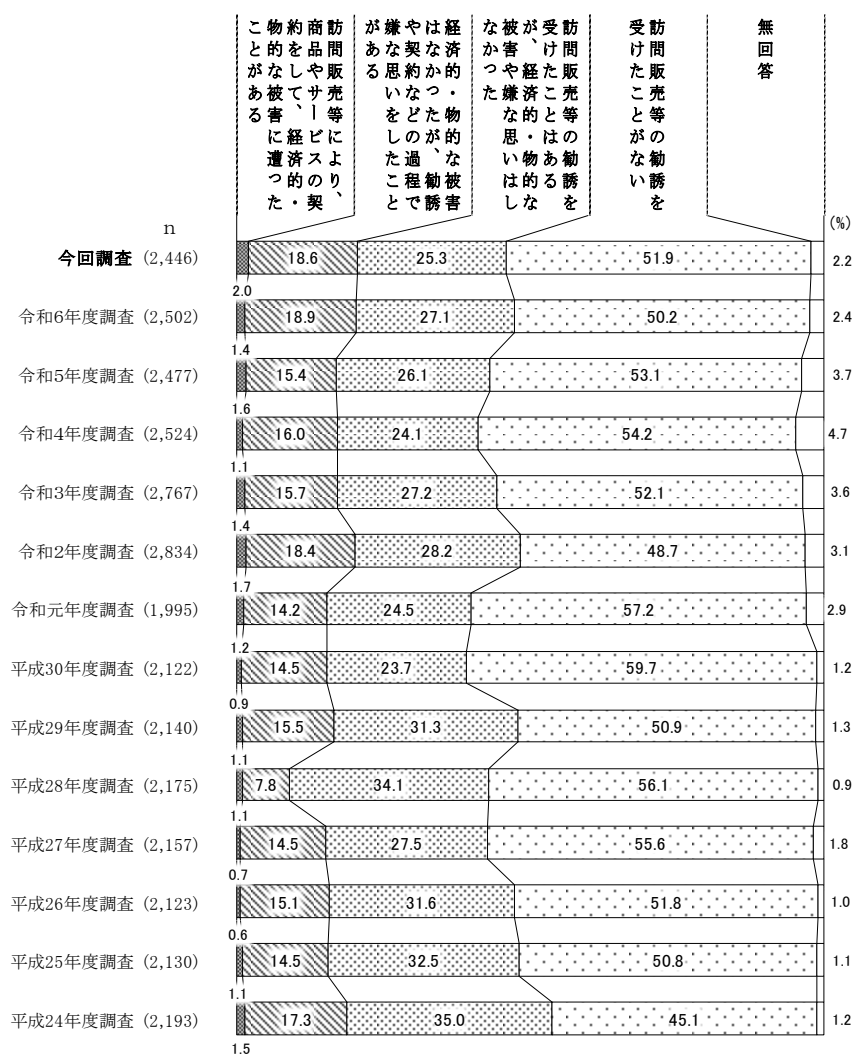 訪問販売等により、
商品やサービスの契
約をして、経済的・
物的な被害に遭った
ことがある
経済的・物的な被害
はなかったが、勧誘
や契約などの過程で
嫌な思いをしたこと
がある
訪問販売等の勧誘を
受けたことはある
が、経済的・物的な
被害や嫌な思いはし
なかった
訪問販売等の勧誘を
受けたことがない
無回答
n
(%)
今回調査 (2,446) 18.6 25.3 51.9 2.2
2.0
令和6年度調査 (2,502) 18.9 27.1 50.2 2.4
1.4
令和5年度調査 (2,477) 15.4 26.1 53.1 3.7
1.6
令和4年度調査 (2,524) 16.0 24.1 54.2 4.7
1.1
令和3年度調査 (2,767) 15.7 27.2 52.1 3.6
1.4
令和2年度調査 (2,834) 18.4 28.2 48.7 3.1
1.7
令和元年度調査 (1,995) 14.2 24.5 57.2 2.9
1.2
平成30年度調査 (2,122) 14.5 23.7 59.7 1.2
0.9
平成29年度調査 (2,140) 15.5 31.3 50.9 1.3
1.1
平成28年度調査 (2,175) 7.8 34.1 56.1 0.9
1.1
平成27年度調査 (2,157) 14.5 27.5 55.6 1.8
0.7
平成26年度調査 (2,123) 15.1 31.6 51.8 1.0
0.6
平成25年度調査 (2,130) 14.5 32.5 50.8 1.1
1.1
平成24年度調査 (2,193) 17.3 35.0 45.1 1.2
1.5